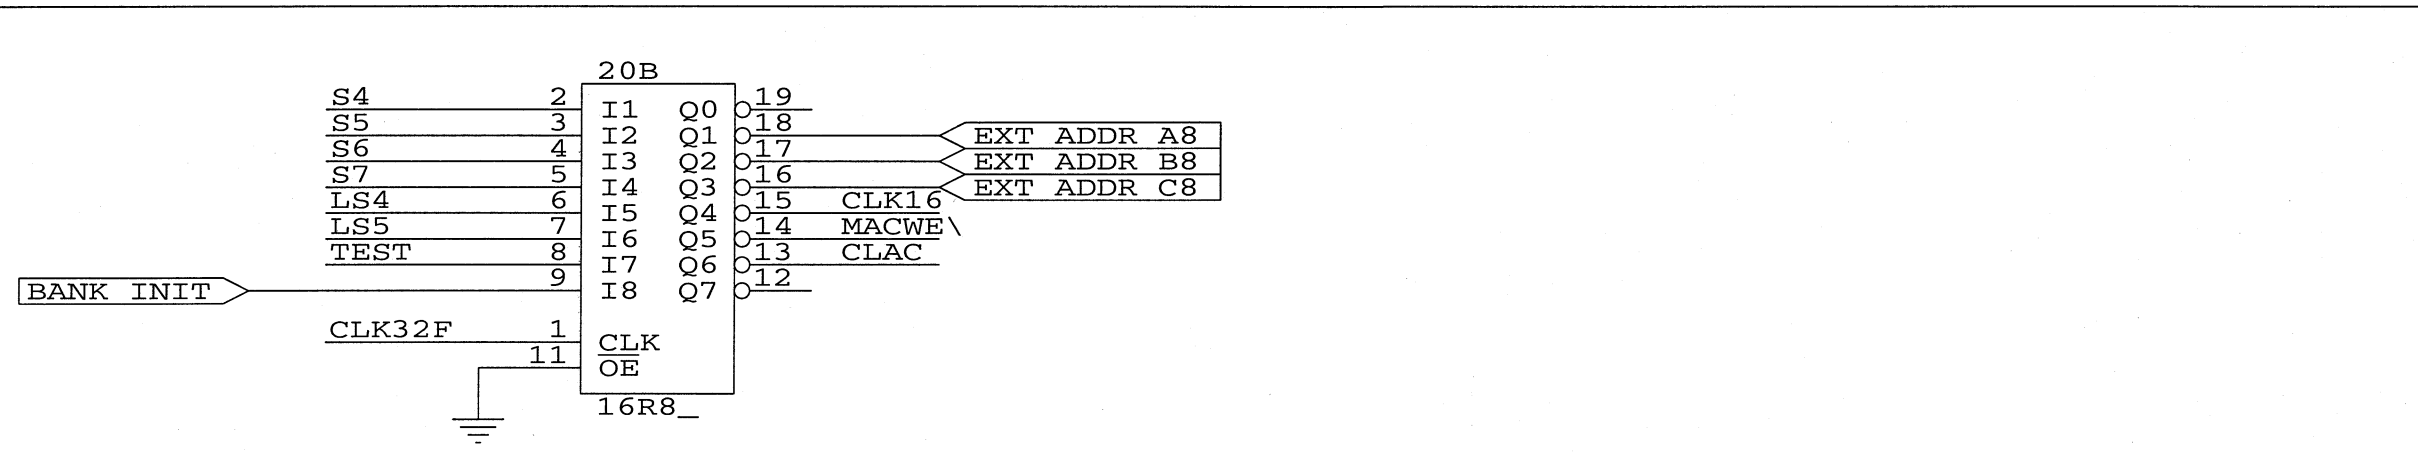 20B
S4 2 I1 Q0 19
S5 3 I2 Q1 18 EXT ADDR A8
S6 4 I3 Q2 17 EXT ADDR B8
S7 5 I4 Q3 16 EXT ADDR C8
LS4 6 I5 Q4 15 CLK16
LS5 7 I6 Q5 14 MACWE\
TEST 8 I7 Q6 13 CLAC
BANK INIT 9 I8 Q7 12
CLK32F 1 CLK
11 OE
16R8_